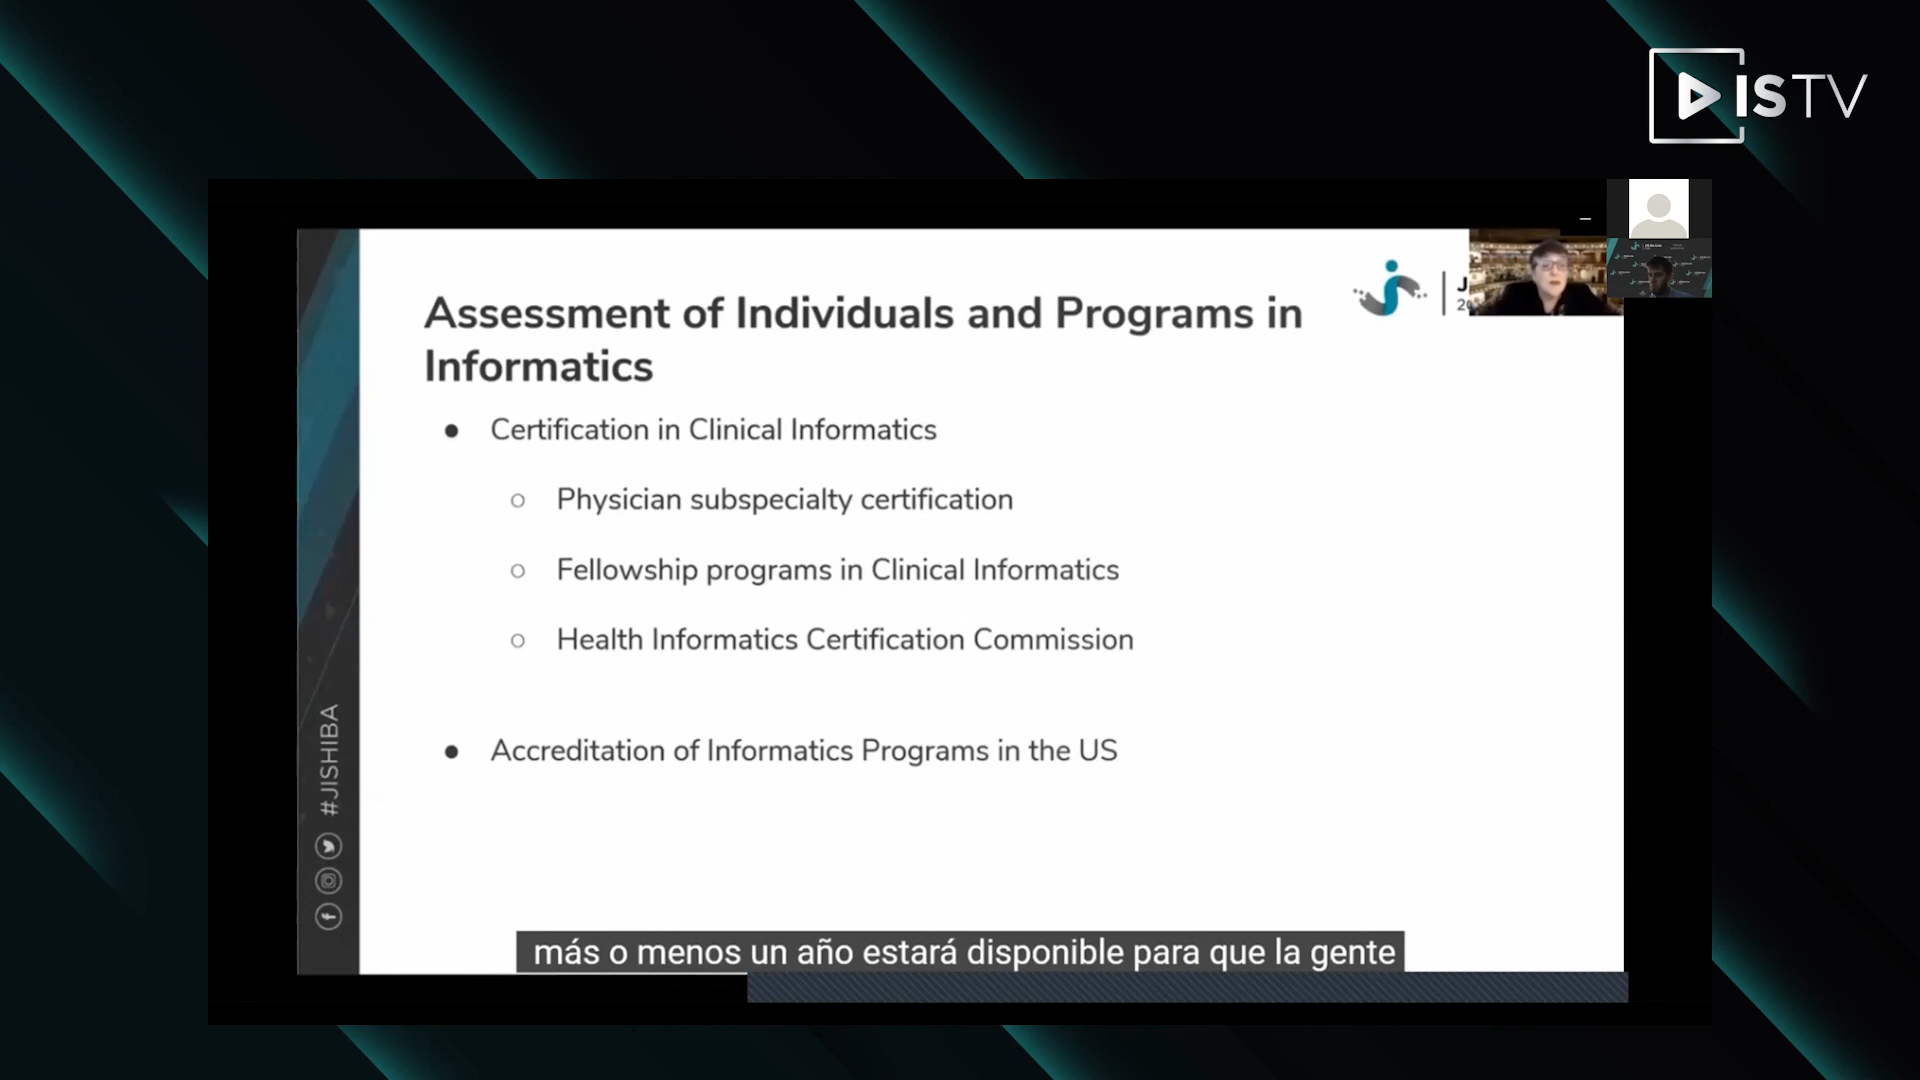 ISTV
Assessment of Individuals and Programs in
Informatics
● Certification in Clinical Informatics
○ Physician subspecialty certification
○ Fellowship programs in Clinical Informatics
○ Health Informatics Certification Commission
● Accreditation of Informatics Programs in the US
#JISHIBA
más o menos un año estará disponible para que la gente